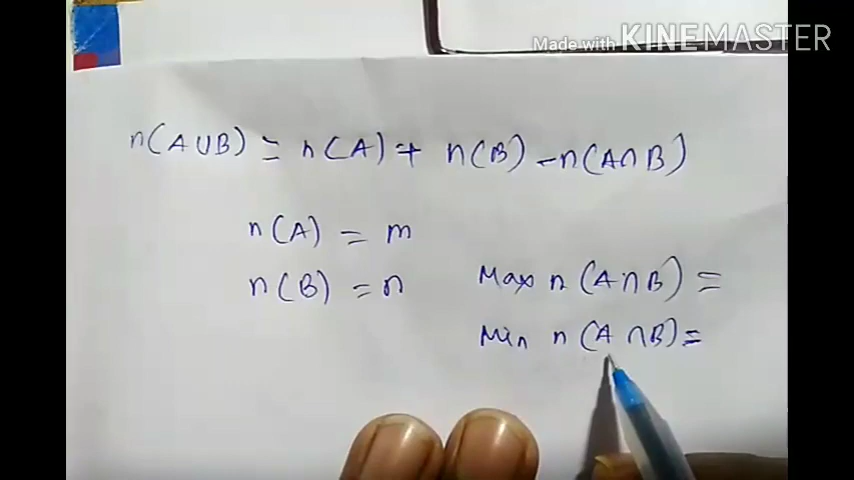 Made with KINEMASTER
n(A∪B) = n(A) + n(B) - n(A∩B)
n(A) = m
n(B) = n
Max n (A∩B) =
Min n (A∩B) =